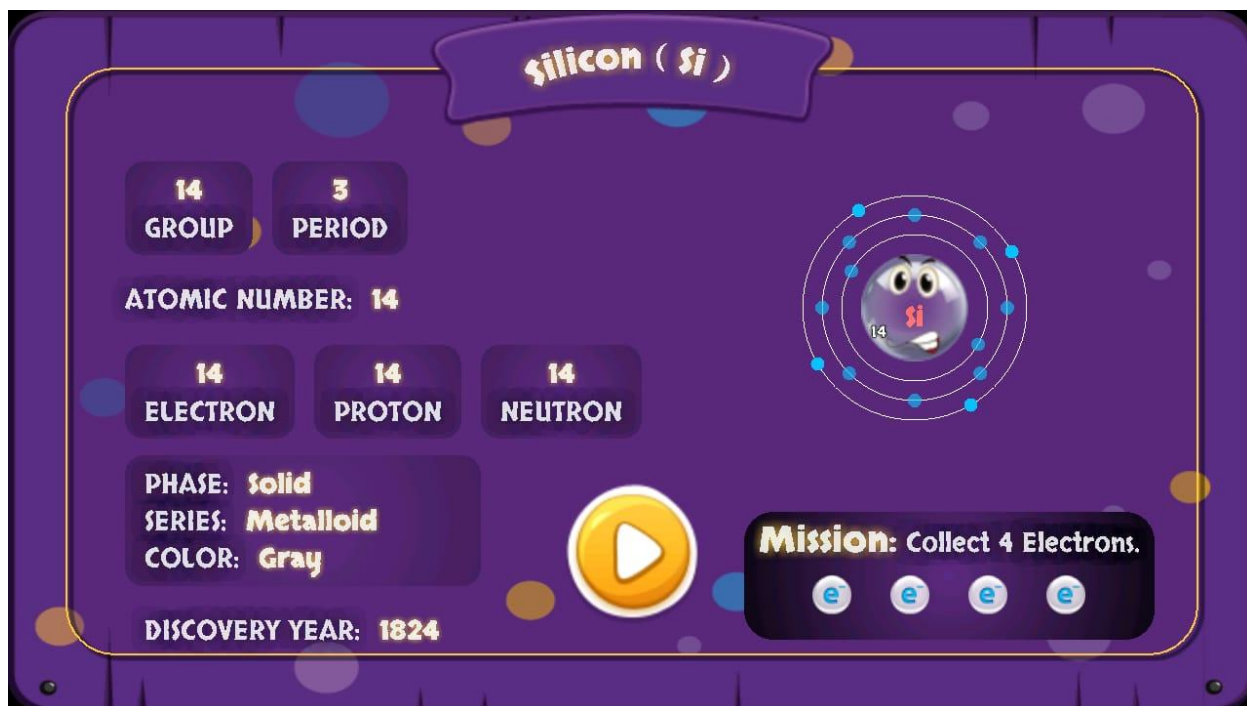 Silicon ( Si )
14
GROUP
3
PERIOD
ATOMIC NUMBER: 14
14
ELECTRON
14
PROTON
14
NEUTRON
PHASE: Solid
SERIES: Metalloid
COLOR: Gray
DISCOVERY YEAR: 1824
Si
14
Mission: Collect 4 Electrons.
e⁻ e⁻ e⁻ e⁻